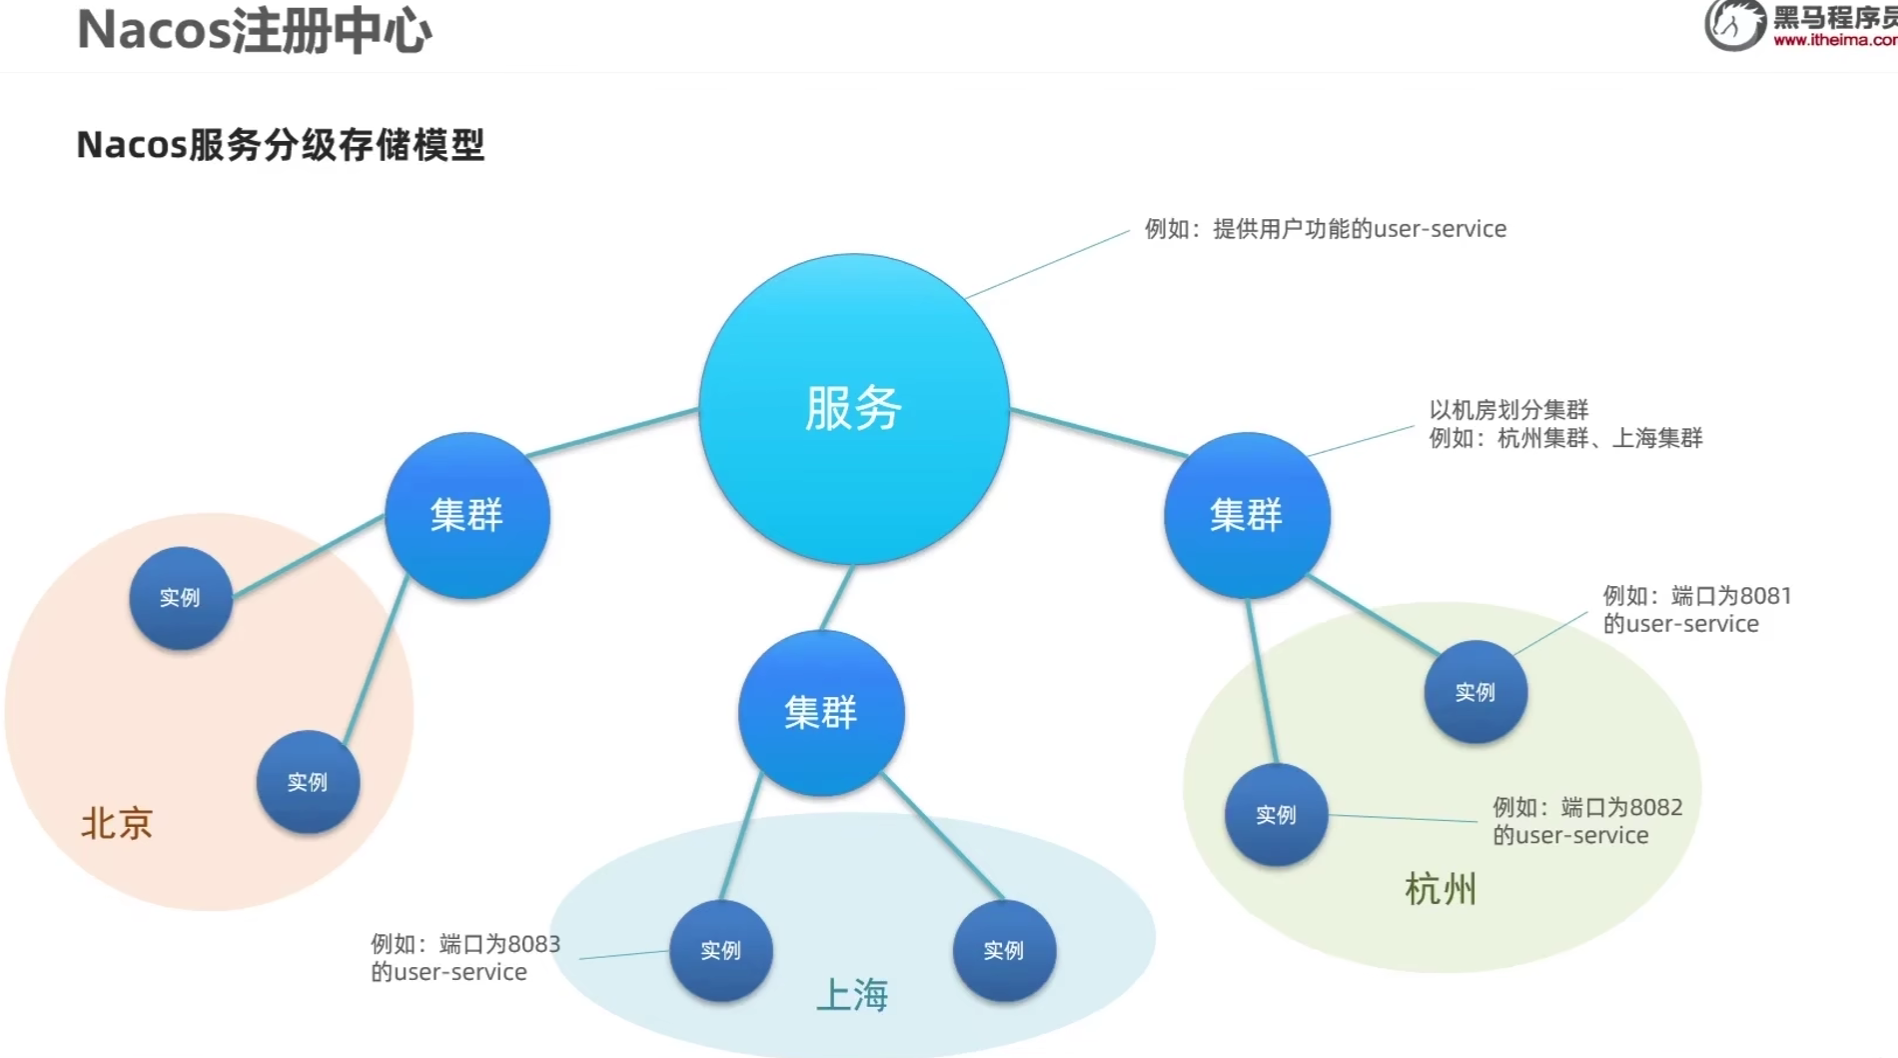 Nacos注册中心
黑马程序员
www.itheima.com
Nacos服务分级存储模型
例如：提供用户功能的user-service
服务
以机房划分集群
例如：杭州集群、上海集群
集群
集群
实例
例如：端口为8081
的user-service
实例
集群
实例
北京
实例
例如：端口为8082
的user-service
杭州
例如：端口为8083
的user-service
实例
实例
上海